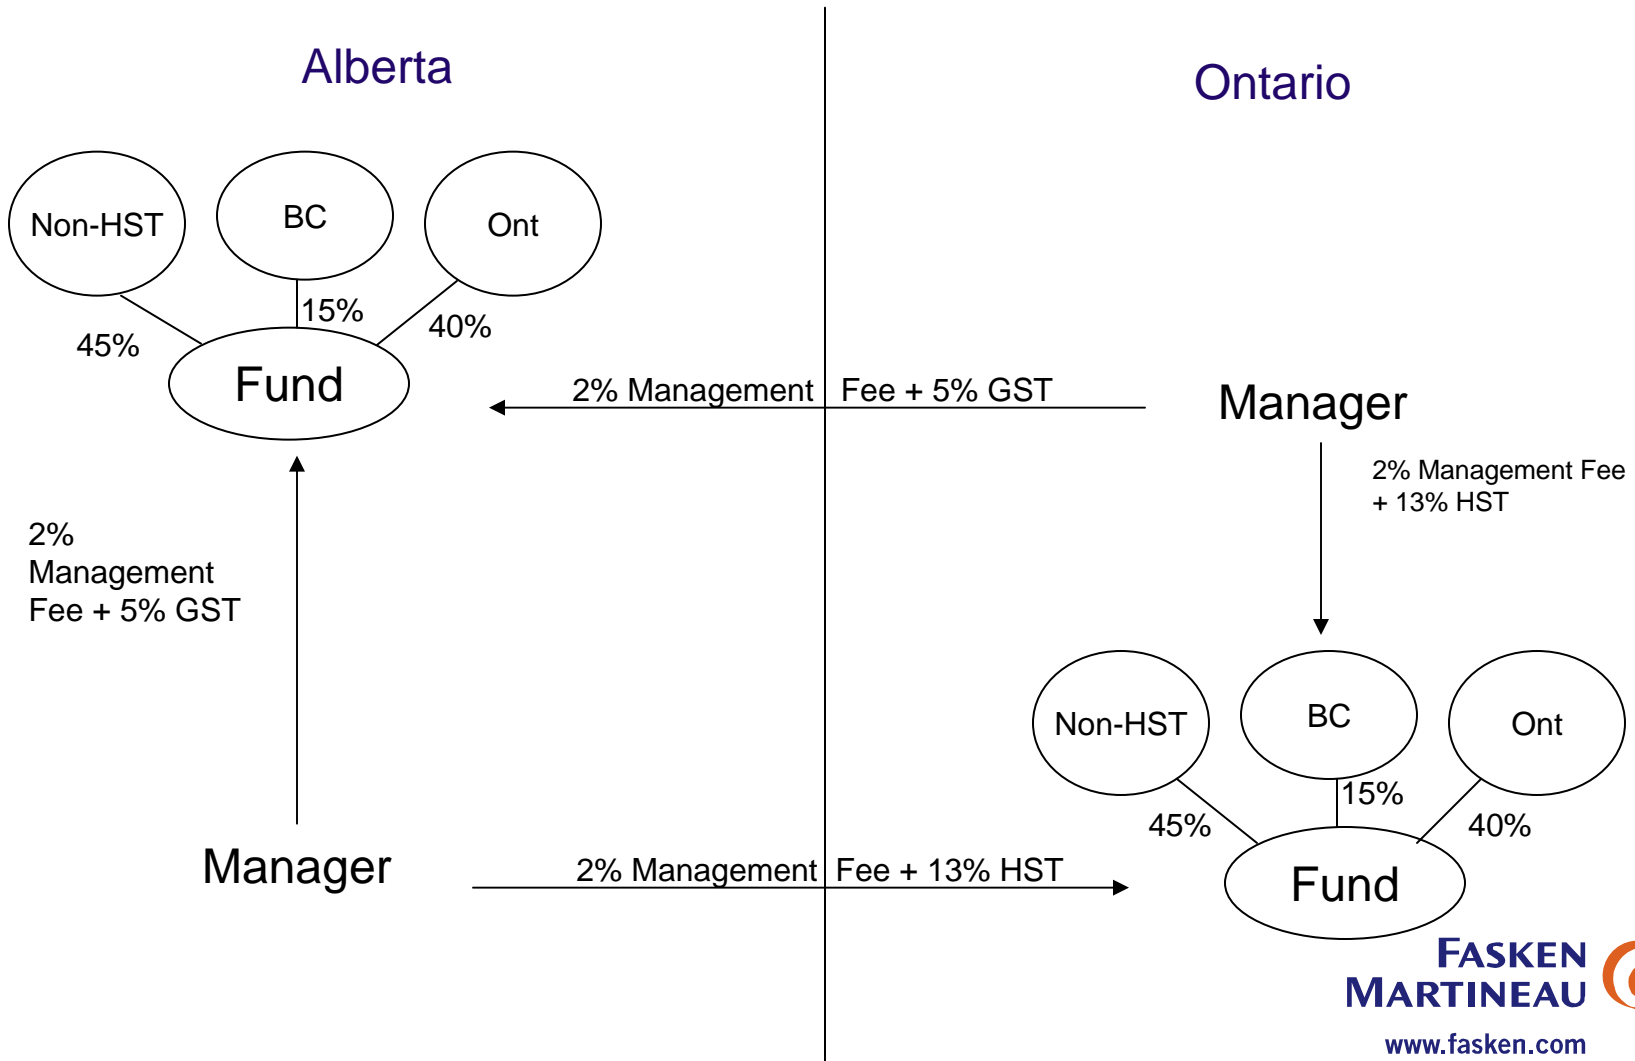 Alberta
Ontario
Non-HST
BC
Ont
45%
15%
40%
Fund
2% Management Fee + 5% GST
Manager
2% Management Fee
+ 13% HST
2%
Management
Fee + 5% GST
Non-HST
BC
Ont
45%
15%
40%
Manager
2% Management Fee + 13% HST
Fund
FASKEN
MARTINEAU
www.fasken.com